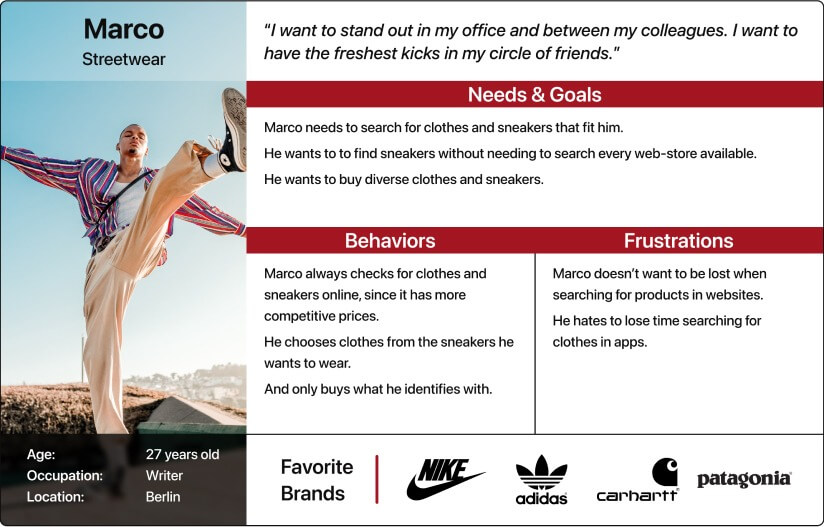 Marco
Streetwear
“I want to stand out in my office and between my colleagues. I want to
have the freshest kicks in my circle of friends.”
Needs & Goals
Marco needs to search for clothes and sneakers that fit him.
He wants to to find sneakers without needing to search every web-store available.
He wants to buy diverse clothes and sneakers.
Behaviors
Marco always checks for clothes and
sneakers online, since it has more
competitive prices.
He chooses clothes from the sneakers he
wants to wear.
And only buys what he identifies with.
Frustrations
Marco doesn’t want to be lost when
searching for products in websites.
He hates to lose time searching for
clothes in apps.
Age: 27 years old
Occupation: Writer
Location: Berlin
Favorite
Brands
NIKE
adidas
carhartt
patagonia